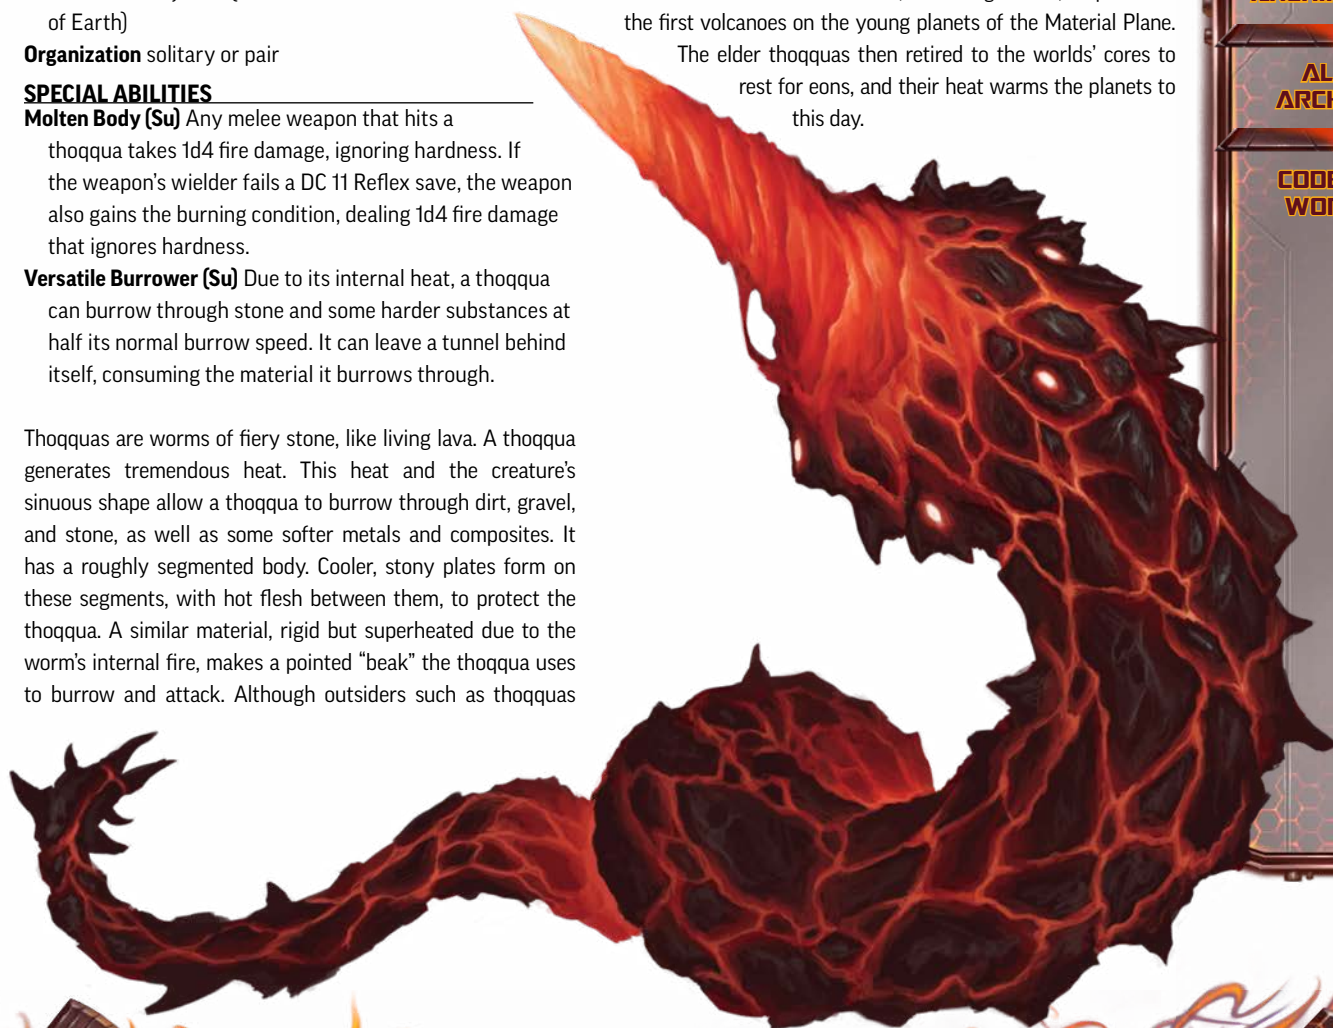 of Earth)
Organization solitary or pair
SPECIAL ABILITIES
Molten Body (Su) Any melee weapon that hits a
thoqqua takes 1d4 fire damage, ignoring hardness. If
the weapon's wielder fails a DC 11 Reflex save, the weapon
also gains the burning condition, dealing 1d4 fire damage
that ignores hardness.
Versatile Burrower (Su) Due to its internal heat, a thoqqua
can burrow through stone and some harder substances at
half its normal burrow speed. It can leave a tunnel behind
itself, consuming the material it burrows through.
Thoqquas are worms of fiery stone, like living lava. A thoqqua
generates tremendous heat. This heat and the creature's
sinuous shape allow a thoqqua to burrow through dirt, gravel,
and stone, as well as some softer metals and composites. It
has a roughly segmented body. Cooler, stony plates form on
these segments, with hot flesh between them, to protect the
thoqqua. A similar material, rigid but superheated due to the
worm's internal fire, makes a pointed “beak” the thoqqua uses
to burrow and attack. Although outsiders such as thoqquas
the first volcanoes on the young planets of the Material Plane.
The elder thoqquas then retired to the worlds' cores to
rest for eons, and their heat warms the planets to
this day.
AL
ARCH
CODE
WOR